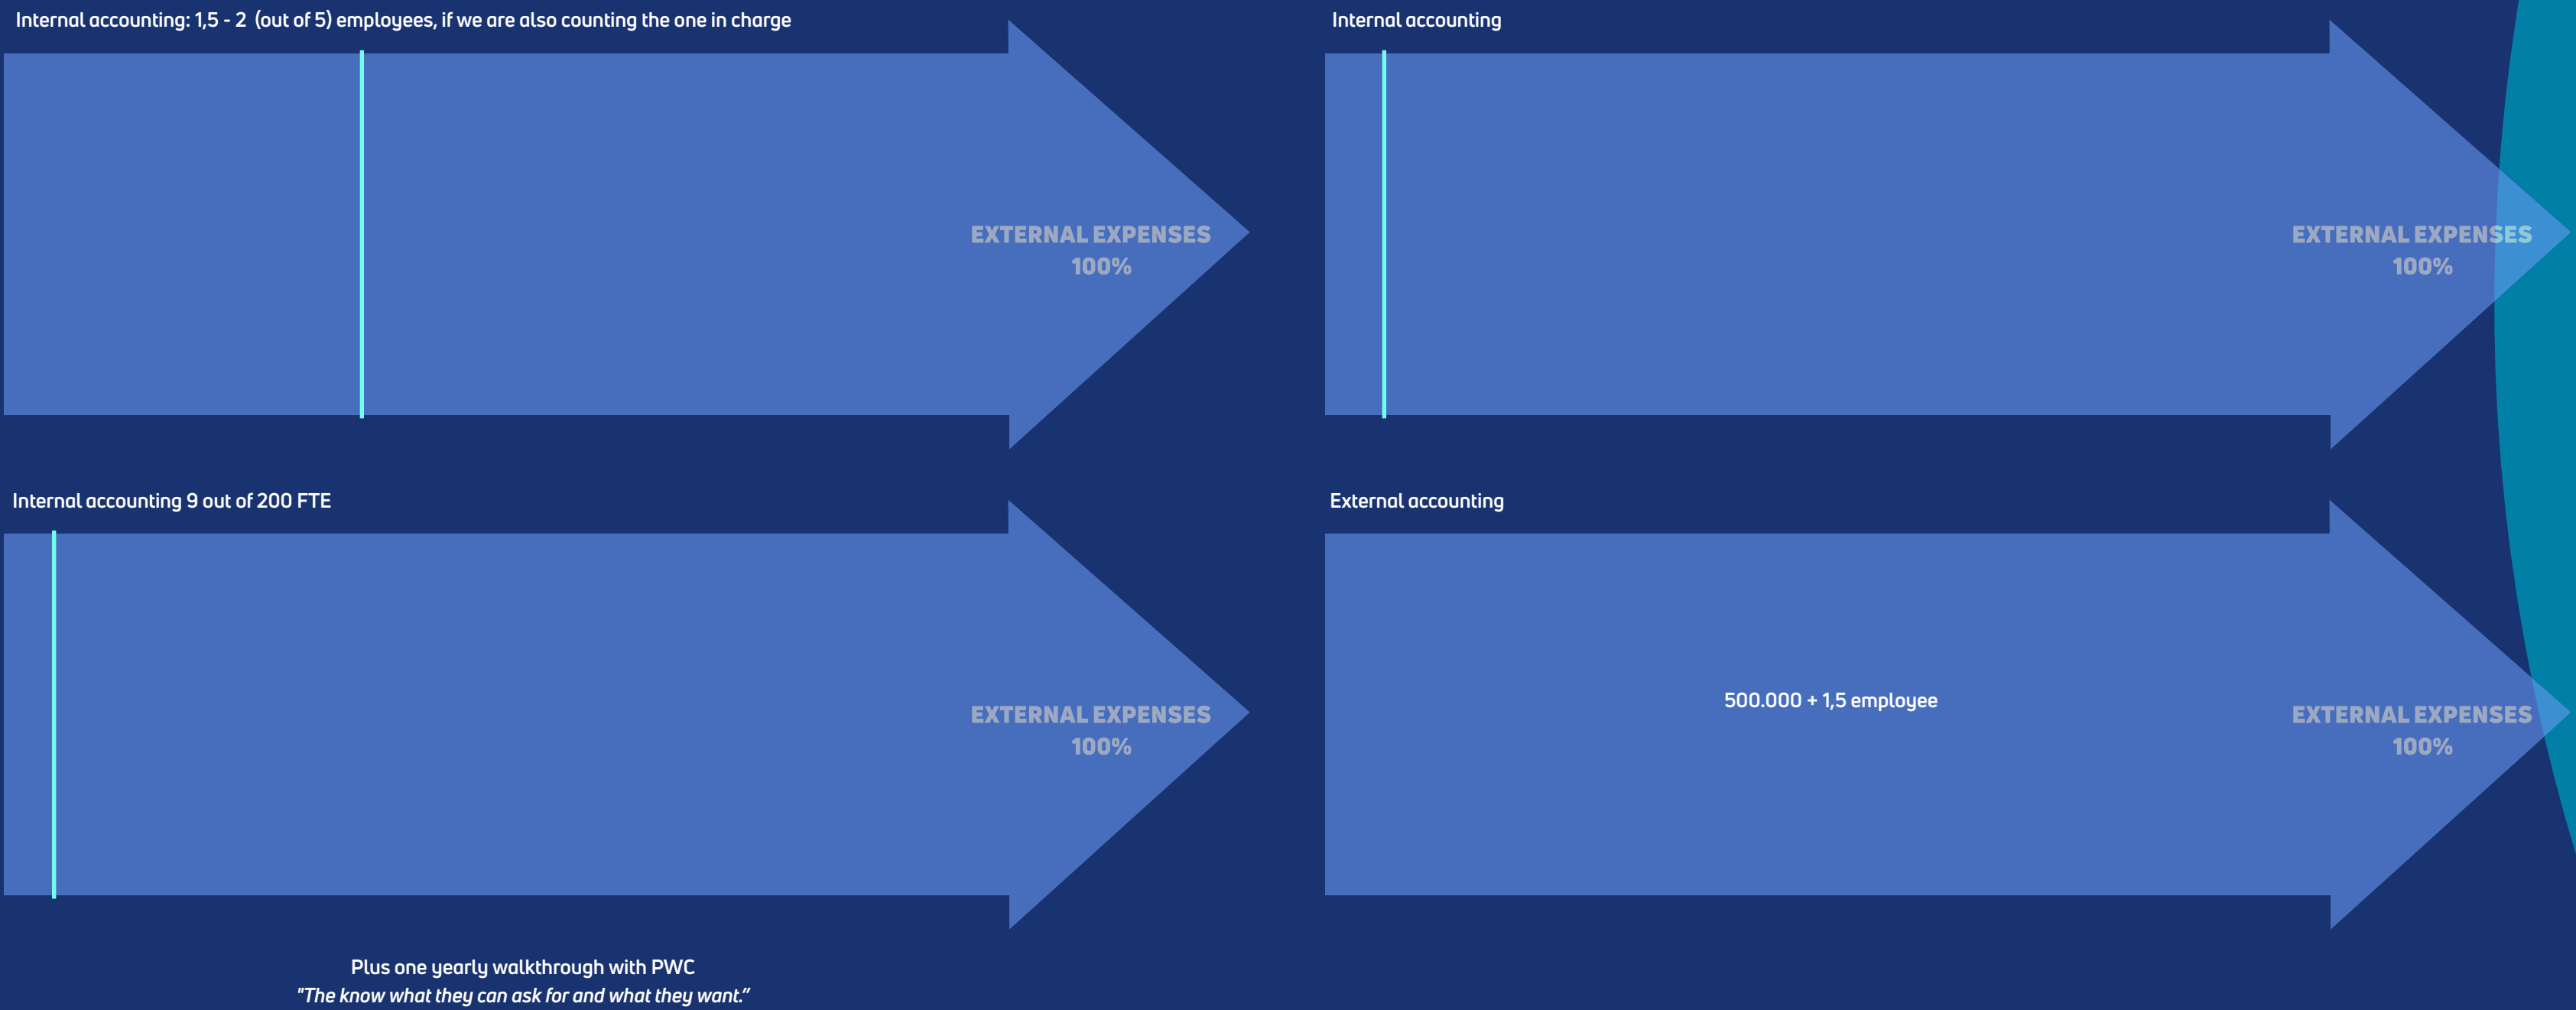 Internal accounting: 1,5 - 2 (out of 5) employees, if we are also counting the one in charge
EXTERNAL EXPENSES
100%
Internal accounting
EXTERNAL EXPENSES
100%
Internal accounting 9 out of 200 FTE
EXTERNAL EXPENSES
100%
Plus one yearly walkthrough with PWC
"The know what they can ask for and what they want.”
External accounting
500.000 + 1,5 employee
EXTERNAL EXPENSES
100%